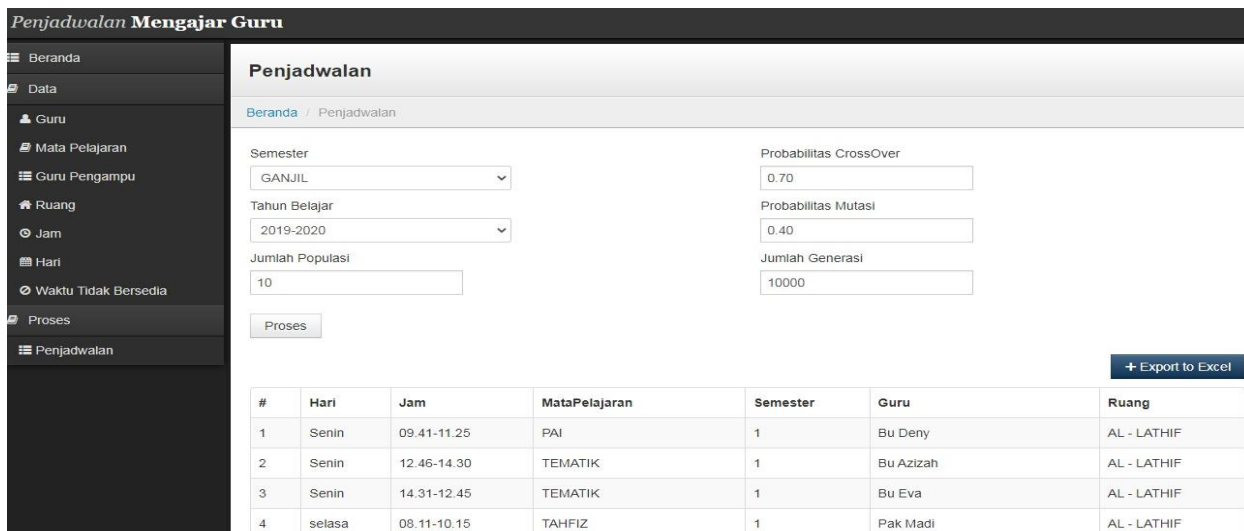 Penjadwalan Mengajar Guru
Beranda
Data
Guru
Mata Pelajaran
Guru Pengampu
Ruang
Jam
Hari
Waktu Tidak Bersedia
Proses
Penjadwalan
Penjadwalan
Beranda / Penjadwalan
Semester
GANJIL
Tahun Belajar
2019-2020
Jumlah Populasi
10
Probabilitas CrossOver
0.70
Probabilitas Mutasi
0.40
Jumlah Generasi
10000
Proses
+ Export to Excel
# Hari Jam MataPelajaran Semester Guru Ruang
1 Senin 09.41-11.25 PAI 1 Bu Deny AL - LATHIF
2 Senin 12.46-14.30 TEMATIK 1 Bu Azizah AL - LATHIF
3 Senin 14.31-12.45 TEMATIK 1 Bu Eva AL - LATHIF
4 selasa 08.11-10.15 TAHFIZ 1 Pak Madi AL - LATHIF